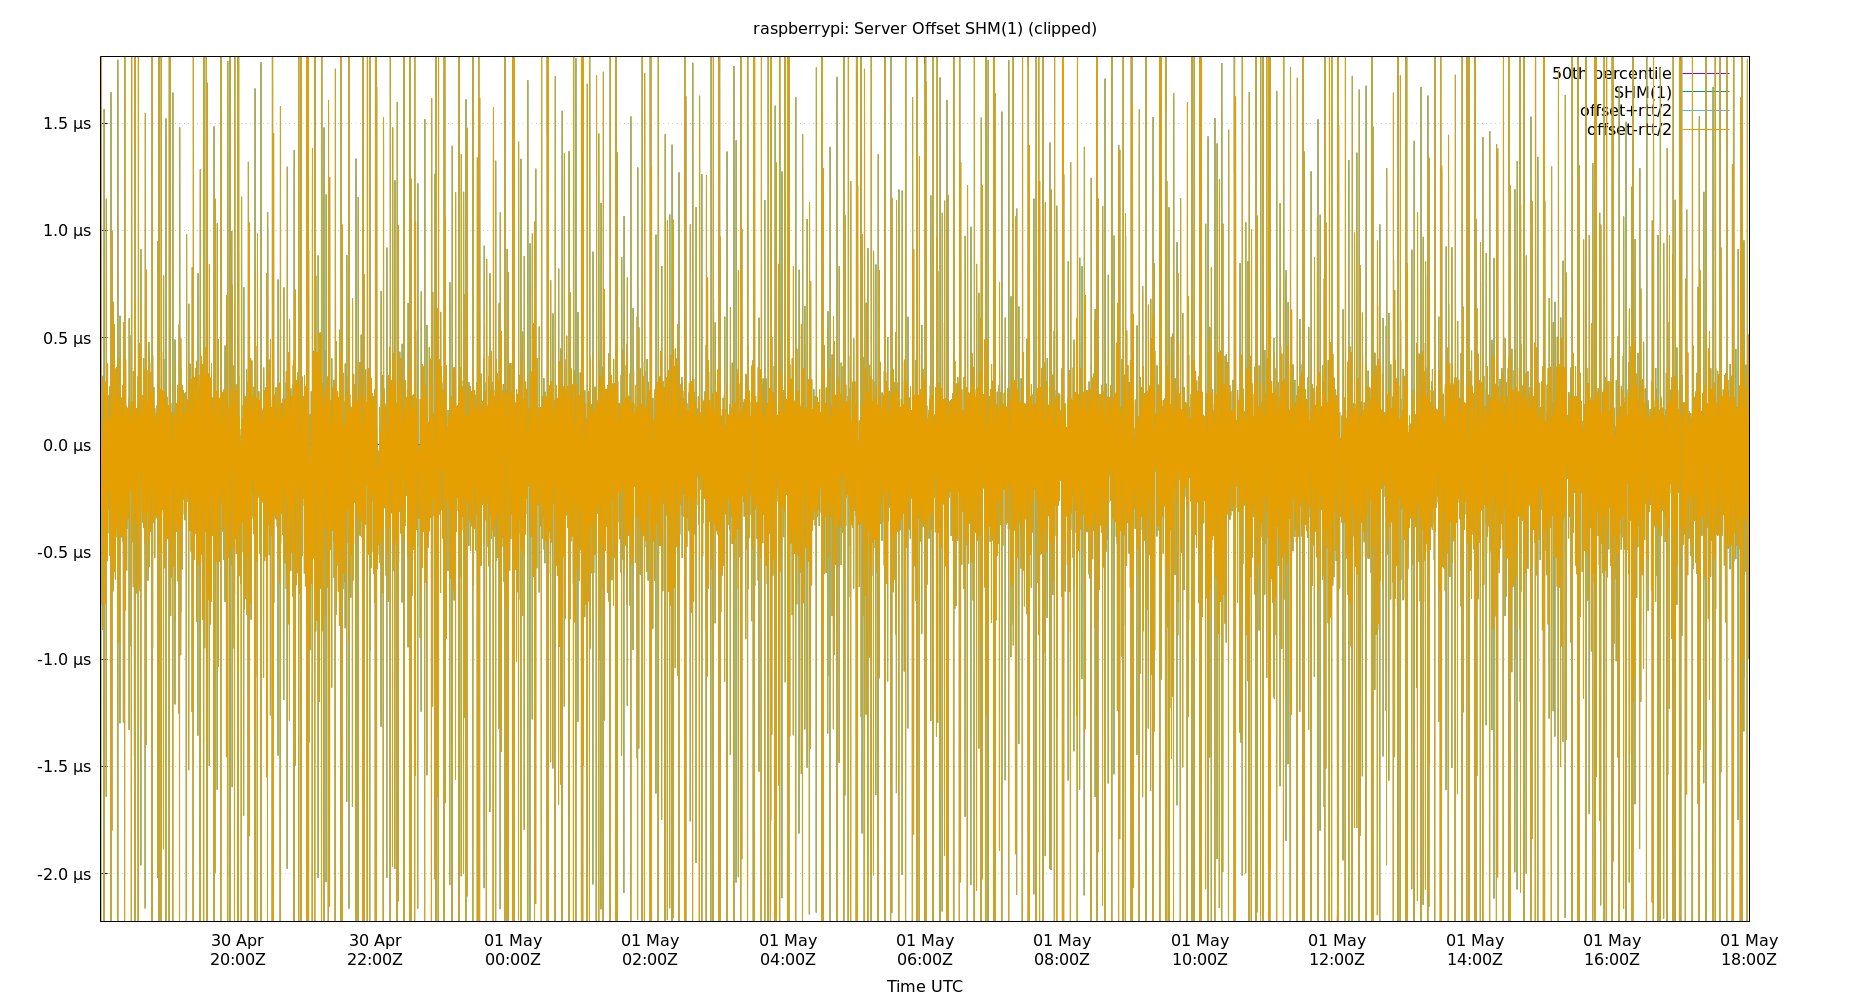 raspberrypi: Server Offset SHM(1) (clipped)
50th percentile
SHM(1)
offset+rtt/2
offset-rtt/2
1.5 µs
1.0 µs
0.5 µs
0.0 µs
-0.5 µs
-1.0 µs
-1.5 µs
-2.0 µs
30 Apr 30 Apr 01 May 01 May 01 May 01 May 01 May 01 May 01 May 01 May 01 May 01 May
20:00Z 22:00Z 00:00Z 02:00Z 04:00Z 06:00Z 08:00Z 10:00Z 12:00Z 14:00Z 16:00Z 18:00Z
Time UTC